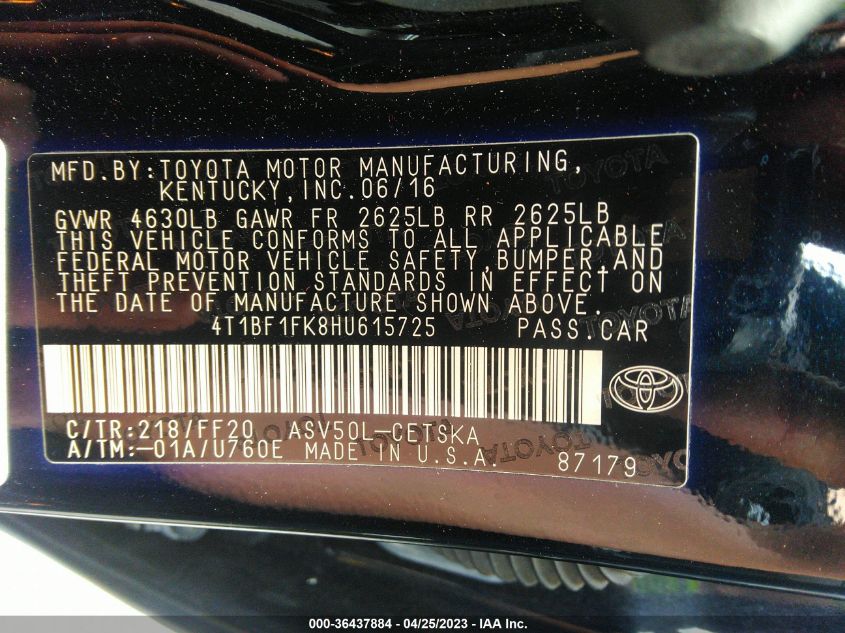 MFD.BY:TOYOTA MOTOR MANUFACTURING,
KENTUCKY,INC.06/16
GVWR 4630LB GAWR FR 2625LB RR 2625LB
THIS VEHICLE CONFORMS TO ALL APPLICABLE
FEDERAL MOTOR VEHICLE SAFETY,BUMPER,AND
THEFT PREVENTION STANDARDS IN EFFECT ON
THE DATE OF MANUFACTURE SHOWN ABOVE.
4T1BF1FK8HU615725 PASS.CAR
C/TR:218/FF20 ASV50L-CETSKA
A/TM:-01A/U760E MADE IN U.S.A. 87179
000-36437884 / 04/25/2023 - IAA Inc.